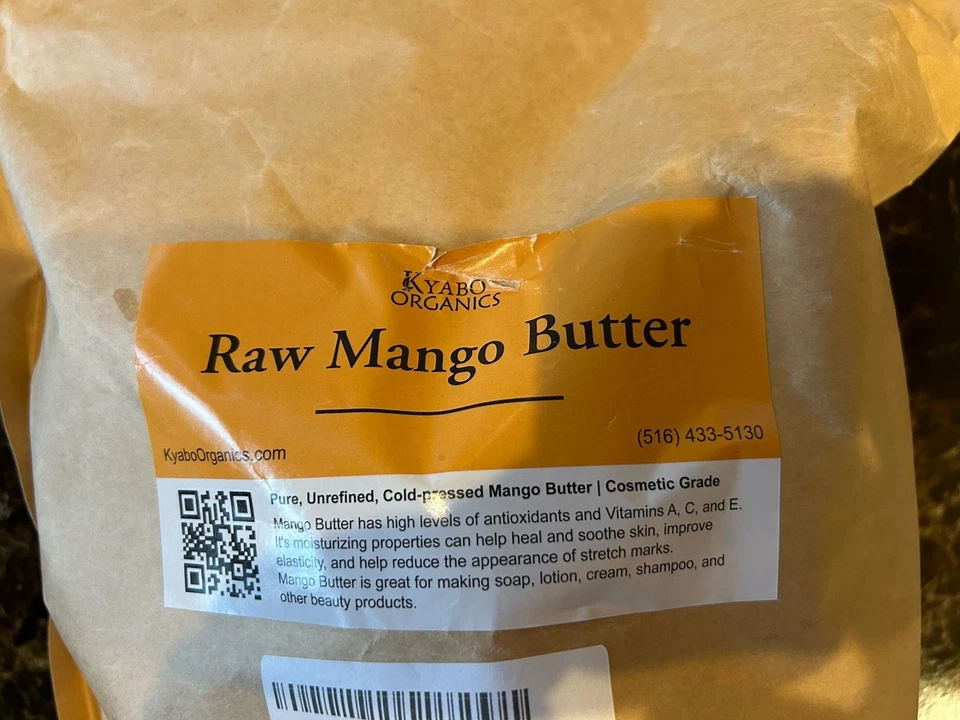 KYABO
ORGANICS
Raw Mango Butter
(516) 433-5130
KyaboOrganics.com
Pure, Unrefined, Cold-pressed Mango Butter | Cosmetic Grade
Mango Butter has high levels of antioxidants and Vitamins A, C, and E.
It's moisturizing properties can help heal and soothe skin, improve
elasticity, and help reduce the appearance of stretch marks.
Mango Butter is great for making soap, lotion, cream, shampoo, and
other beauty products.